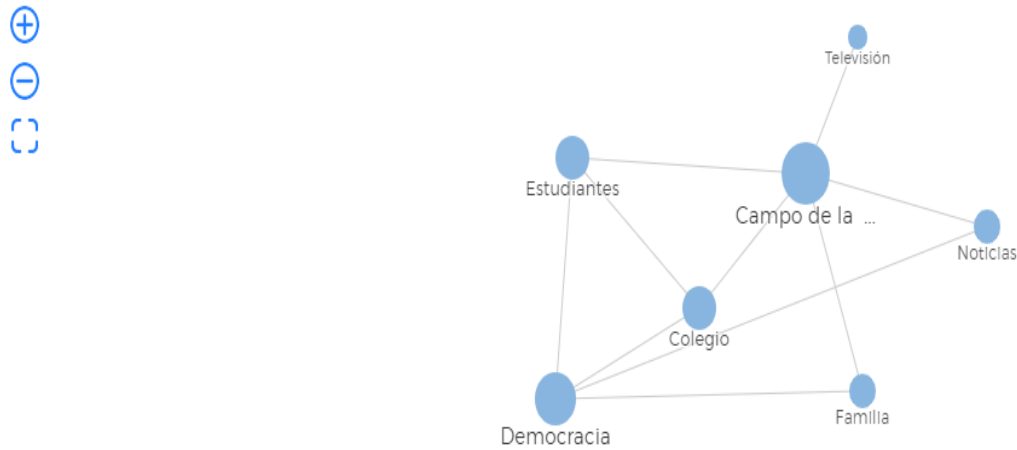 Televisión
Estudiantes
Campo de la ...
Noticias
Colegio
Familia
Democracia